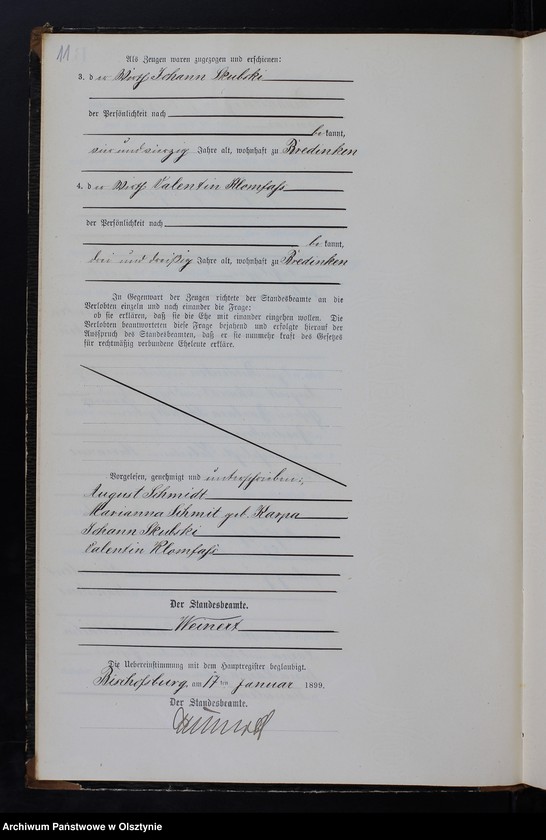 11
Als Zeugen waren zugezogen und erschienen:
3. der Wirth Johann Skubski
der Persönlichkeit nach
bekannt,
Jahre alt, wohnhaft zu Bredinken
4. der Wirth Valentin Klomfaß
der Persönlichkeit nach
bekannt,
drei und dreißig Jahre alt, wohnhaft zu Bredinken
In Gegenwart der Zeugen richtete der Standesbeamte an die
Verlobten einzeln und nach einander die Frage:
ob sie erklären, daß sie die Ehe mit einander eingehen wollen. Die
Verlobten beantworteten diese Frage bejahend und erfolgte hierauf der
Ausspruch des Standesbeamten, daß er sie nunmehr kraft des Gesetzes
für rechtmäßig verbundene Eheleute erkläre.
Vorgelesen, genehmigt und unterschrieben:
August Schmidt
Marianna Schmit geb. Karpa
Johann Skubski
Valentin Klomfaß
Der Standesbeamte.
Weinert
Die Uebereinstimmung mit dem Hauptregister beglaubigt.
Bischofsburg, am 17ten Januar 1899.
Der Standesbeamte.
Archiwum Państwowe w Olsztynie